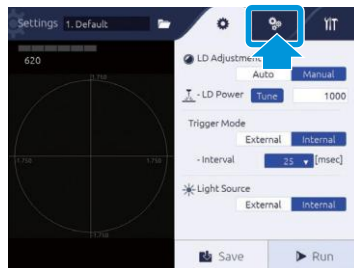 Settings 1. Default
620
1.750
1.750 1.750
1.750
LD Adjustment
Auto Manual
- LD Power Tune 1000
Trigger Mode
External Internal
- Interval 25 [msec]
Light Source
External Internal
Save Run